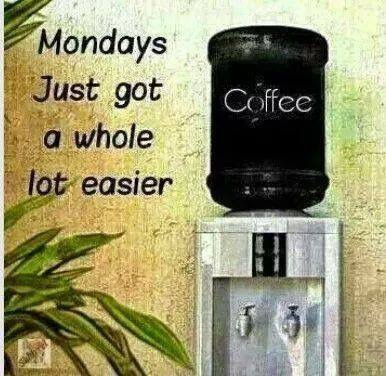 Mondays
Just got
a whole
lot easier
Coffee